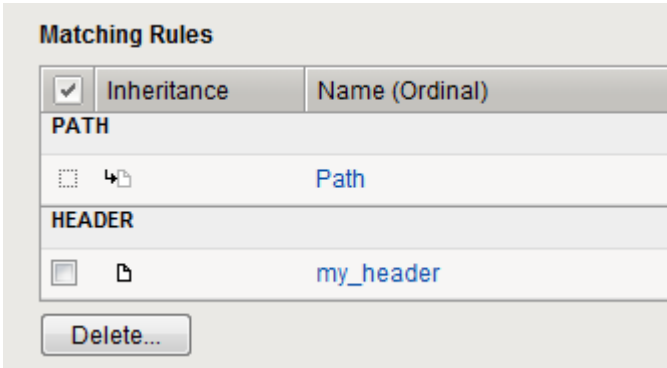 Matching Rules
Inheritance Name (Ordinal)
PATH
Path
HEADER
my_header
Delete...